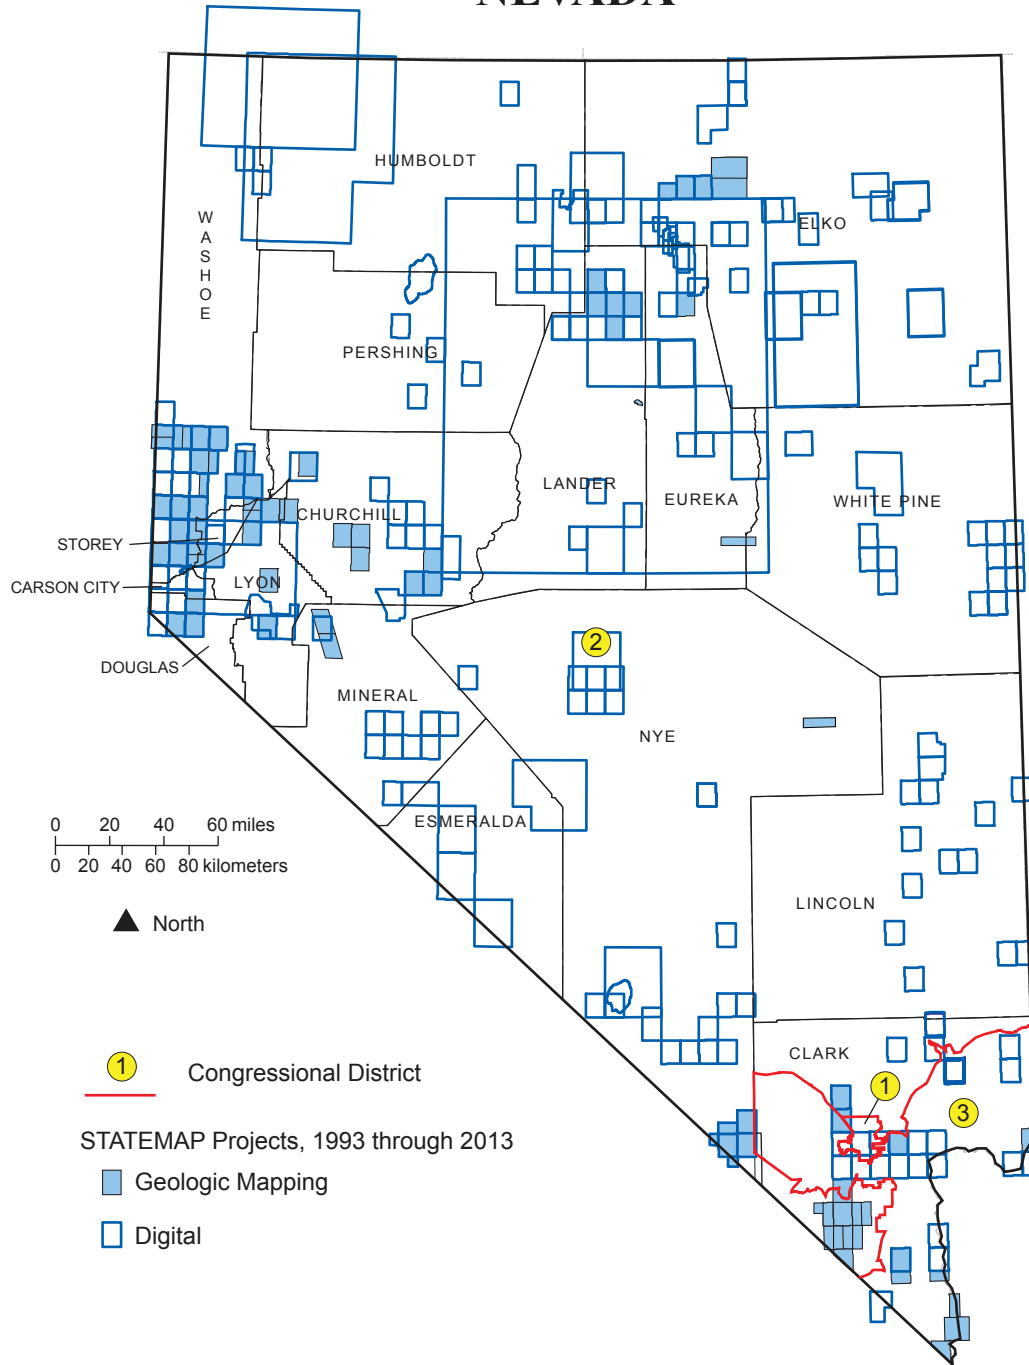 NEVADA
HUMBOLDT
ELKO
WASHOE
PERSHING
LANDER
EUREKA
WHITE PINE
CHURCHILL
STOREY
CARSON CITY
LYON
DOUGLAS
2
MINERAL
NYE
ESMERALDA
0 20 40 60 miles
0 20 40 60 80 kilometers
North
LINCOLN
CLARK
1
3
1 Congressional District
STATEMAP Projects, 1993 through 2013
Geologic Mapping
Digital